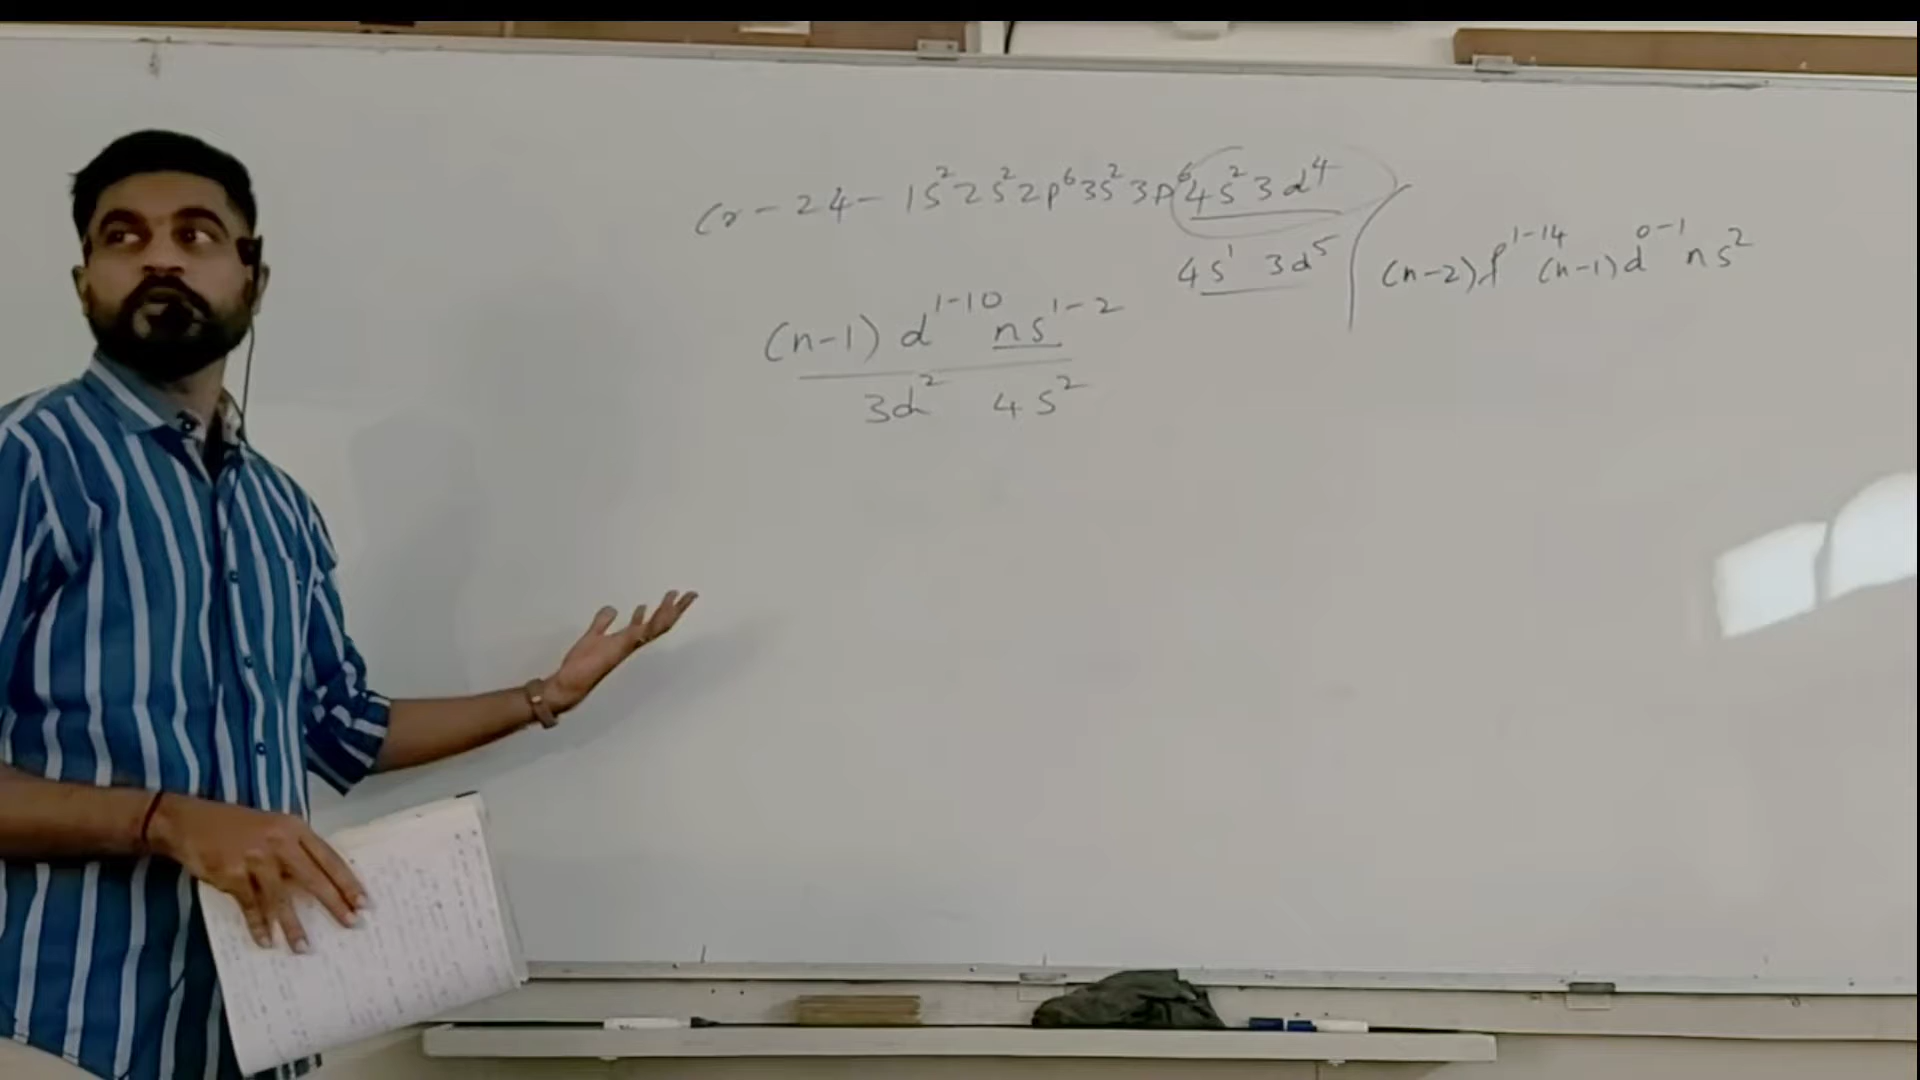 Cr - 24 - 1s² 2s² 2p⁶ 3s² 3p⁶ 4s² 3d⁴
4s¹ 3d⁵
(n-2)f¹⁻¹⁴ (n-1)d⁰⁻¹ ns²
(n-1) d¹⁻¹⁰ ns¹⁻²
3d² 4s²